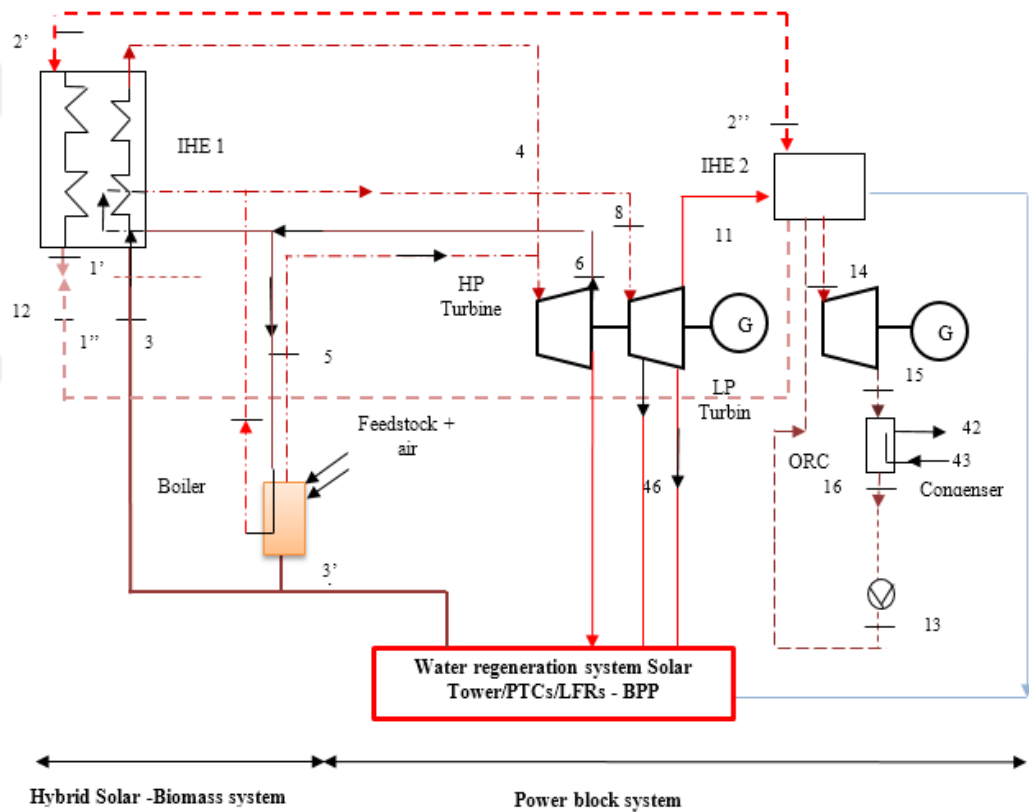 2’
IHE 1
4
2’’
IHE 2
8
11
6
14
1’
HP
Turbine
12
1’’
3
5
G
G
15
LP
Turbin
Feedstock +
air
42
Boiler
46
ORC
43
16
Condenser
3’
13
Water regeneration system Solar
Tower/PTCs/LFRs - BPP
Hybrid Solar -Biomass system
Power block system